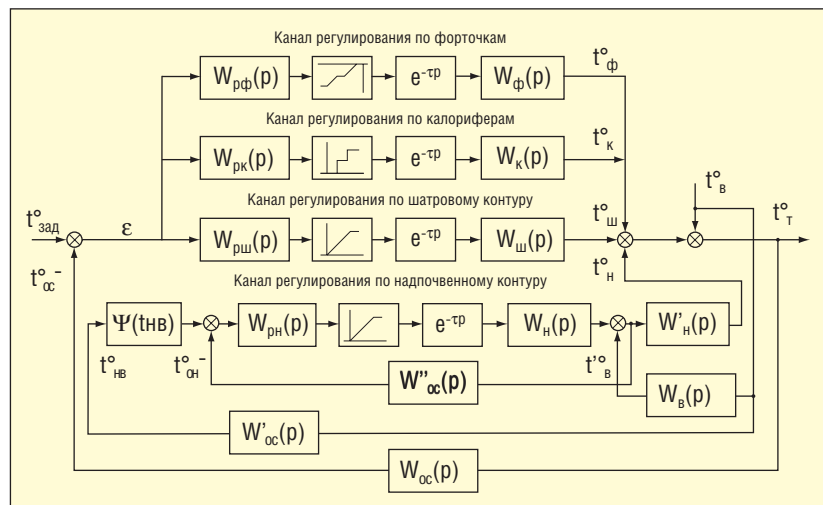 Канал регулирования по форточкам
W_рф(p) e^-τp W_ф(p) t°_ф
Канал регулирования по калориферам
W_рк(p) e^-τp W_к(p) t°_к
t°_в
Канал регулирования по шатровому контуру
t°_зад ε W_рш(p) e^-τp W_ш(p) t°_ш t°_т
t°_ос^-
t°_н
Канал регулирования по надпочвенному контуру
Ψ(tнв) W_рн(p) e^-τp W_н(p) W'_н(p)
t°_нв t°_он^- t'°_в
W''_ос(p) W_в(p)
W'_ос(p)
W_ос(p)